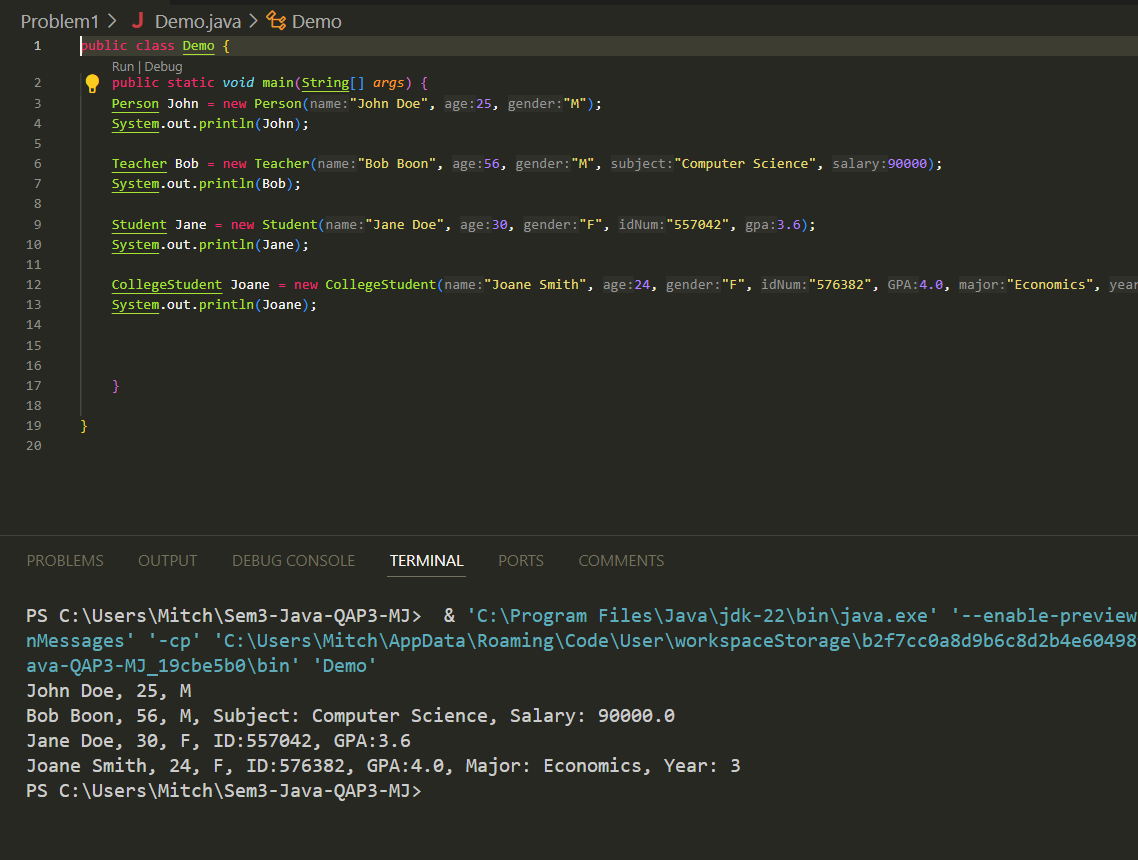 Problem1 > J Demo.java > Demo
1 public class Demo {
Run | Debug
2 public static void main(String[] args) {
3 Person John = new Person(name:"John Doe", age:25, gender:"M");
4 System.out.println(John);
5
6 Teacher Bob = new Teacher(name:"Bob Boon", age:56, gender:"M", subject:"Computer Science", salary:90000);
7 System.out.println(Bob);
8
9 Student Jane = new Student(name:"Jane Doe", age:30, gender:"F", idNum:"557042", gpa:3.6);
10 System.out.println(Jane);
11
12 CollegeStudent Joane = new CollegeStudent(name:"Joane Smith", age:24, gender:"F", idNum:"576382", GPA:4.0, major:"Economics", year
13 System.out.println(Joane);
14
15
16
17 }
18
19 }
20
PROBLEMS OUTPUT DEBUG CONSOLE TERMINAL PORTS COMMENTS
PS C:\Users\Mitch\Sem3-Java-QAP3-MJ>  & 'C:\Program Files\Java\jdk-22\bin\java.exe' '--enable-preview
nMessages' '-cp' 'C:\Users\Mitch\AppData\Roaming\Code\User\workspaceStorage\b2f7cc0a8d9b6c8d2b4e60498
ava-QAP3-MJ_19cbe5b0\bin' 'Demo'
John Doe, 25, M
Bob Boon, 56, M, Subject: Computer Science, Salary: 90000.0
Jane Doe, 30, F, ID:557042, GPA:3.6
Joane Smith, 24, F, ID:576382, GPA:4.0, Major: Economics, Year: 3
PS C:\Users\Mitch\Sem3-Java-QAP3-MJ>